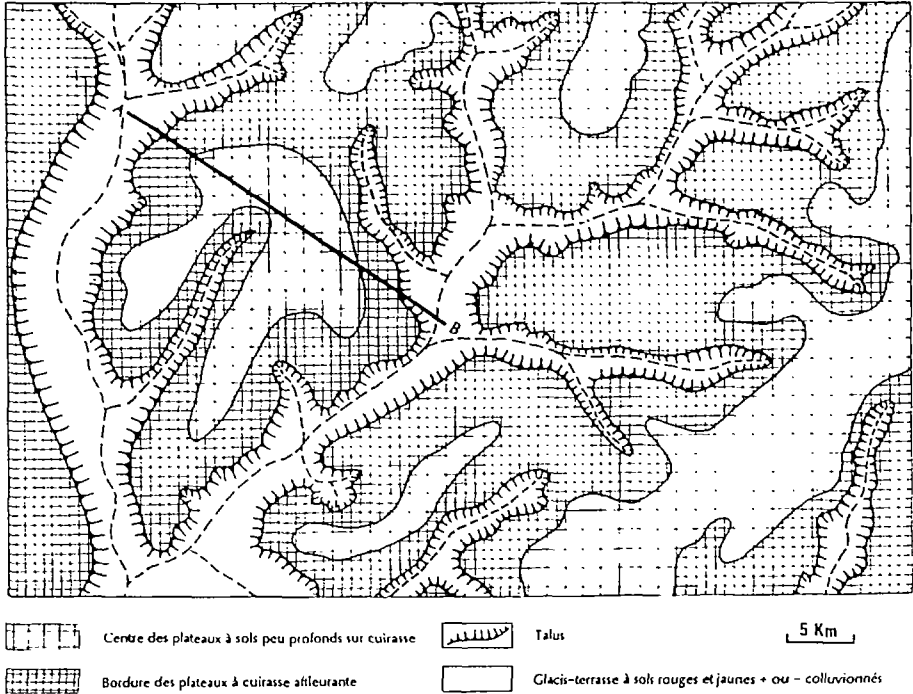 B
Centre des plateaux à sols peu profonds sur cuirasse
Talus
5 Km
Bordure des plateaux à cuirasse affleurante
Glacis-terrasse à sols rouges et jaunes + ou - colluvionnés